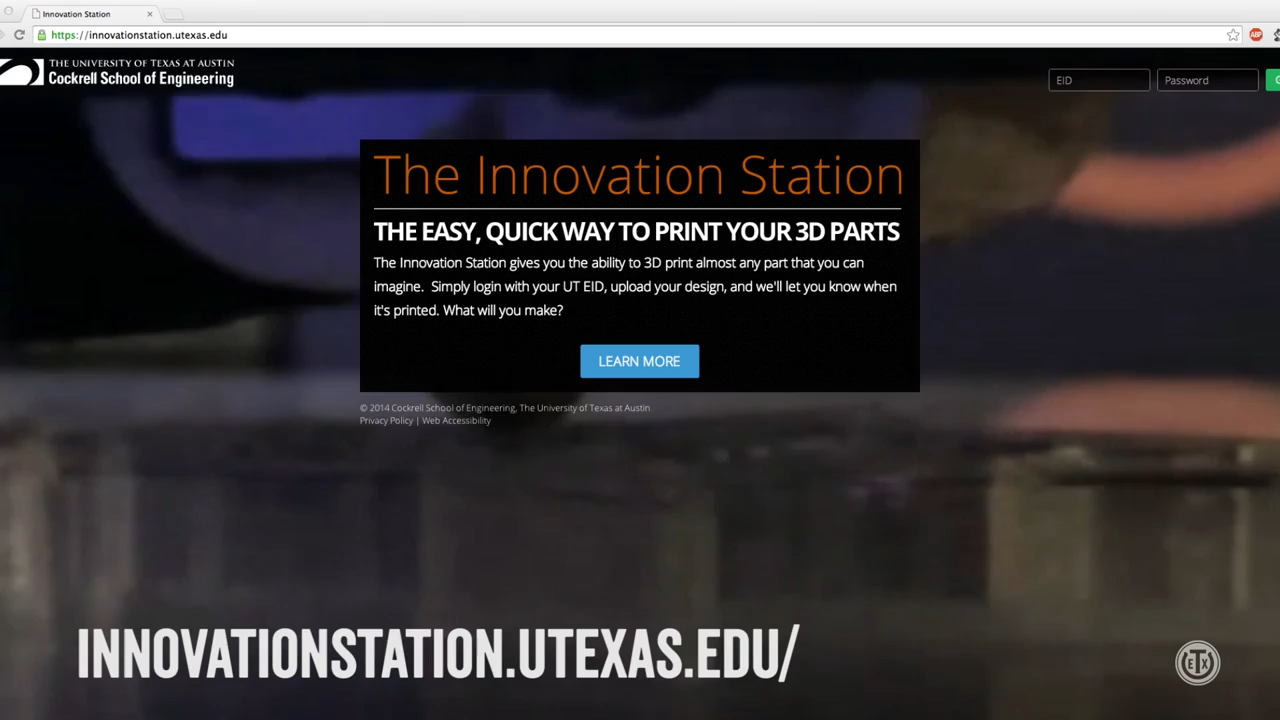 Innovation Station
https://innovationstation.utexas.edu
ABP
THE UNIVERSITY OF TEXAS AT AUSTIN
Cockrell School of Engineering
EID
Password
G
The Innovation Station
THE EASY, QUICK WAY TO PRINT YOUR 3D PARTS
The Innovation Station gives you the ability to 3D print almost any part that you can
imagine. Simply login with your UT EID, upload your design, and we'll let you know when
it's printed. What will you make?
LEARN MORE
© 2014 Cockrell School of Engineering, The University of Texas at Austin
Privacy Policy | Web Accessibility
INNOVATIONSTATION.UTEXAS.EDU/
ETX